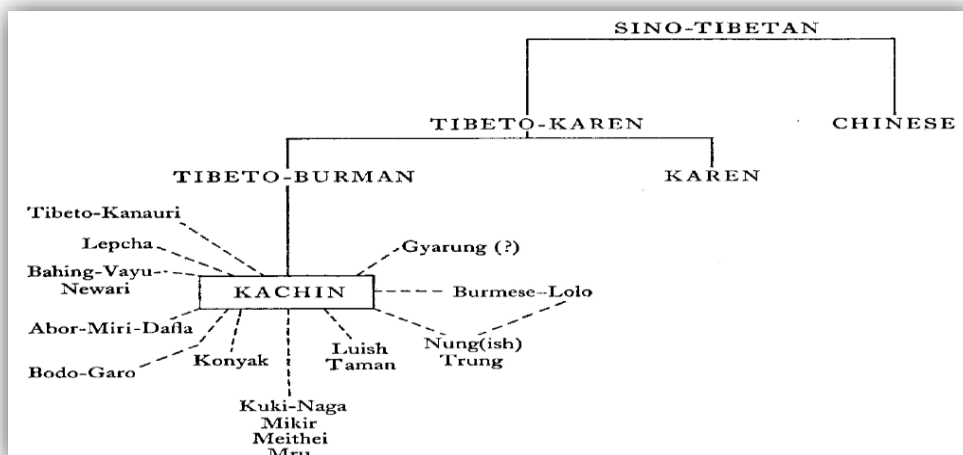 SINO-TIBETAN
TIBETO-KAREN
CHINESE
TIBETO-BURMAN
KAREN
Tibeto-Kanauri
Lepcha
Gyarung (?)
Bahing-Vayu
Newari
KACHIN
Burmese-Lolo
Abor-Miri-Dafla
Bodo-Garo
Konyak
Luish
Taman
Nung(ish)
Trung
Kuki-Naga
Mikir
Meithei
Mru